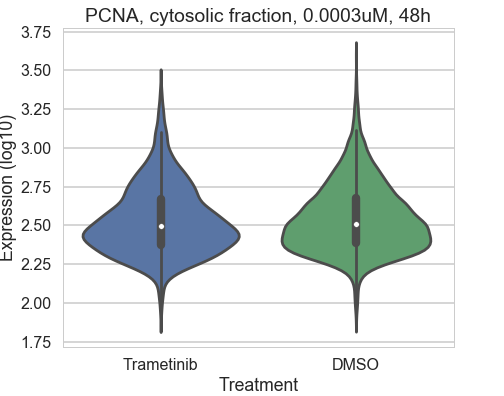 PCNA, cytosolic fraction, 0.0003uM, 48h
Expression (log10)
3.75
3.50
3.25
3.00
2.75
2.50
2.25
2.00
1.75
Trametinib DMSO
Treatment